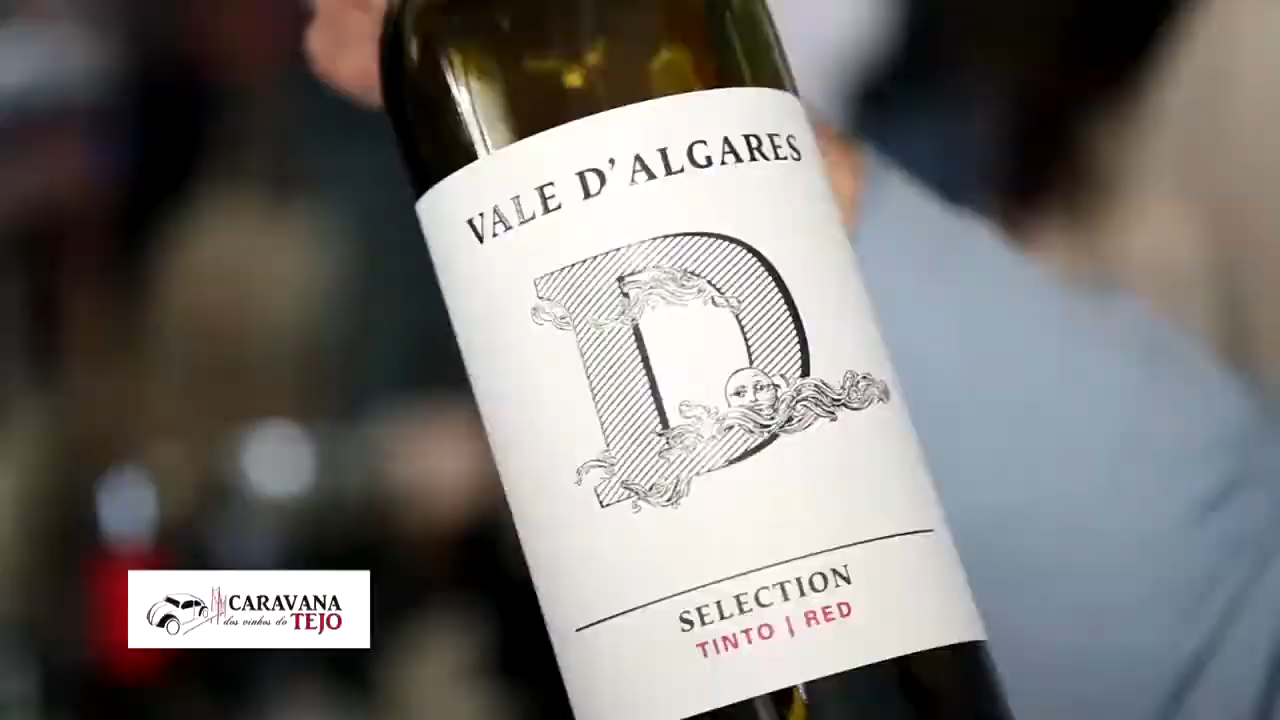 VALE D'ALGARES
D
SELECTION
TINTO | RED
CARAVANA
dos vinhos do TEJO